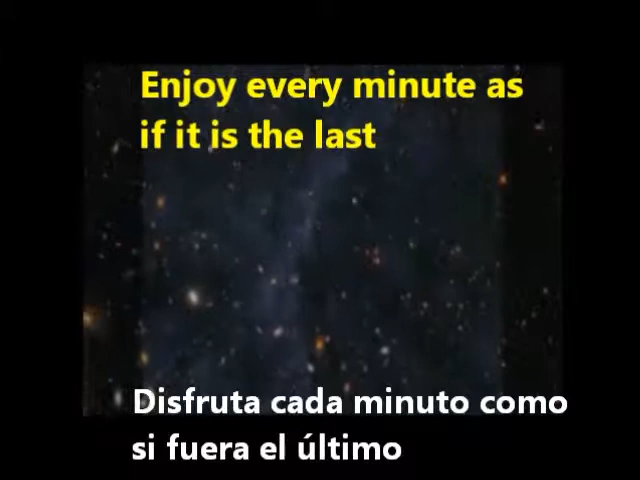 Enjoy every minute as
if it is the last
Disfruta cada minuto como
si fuera el último